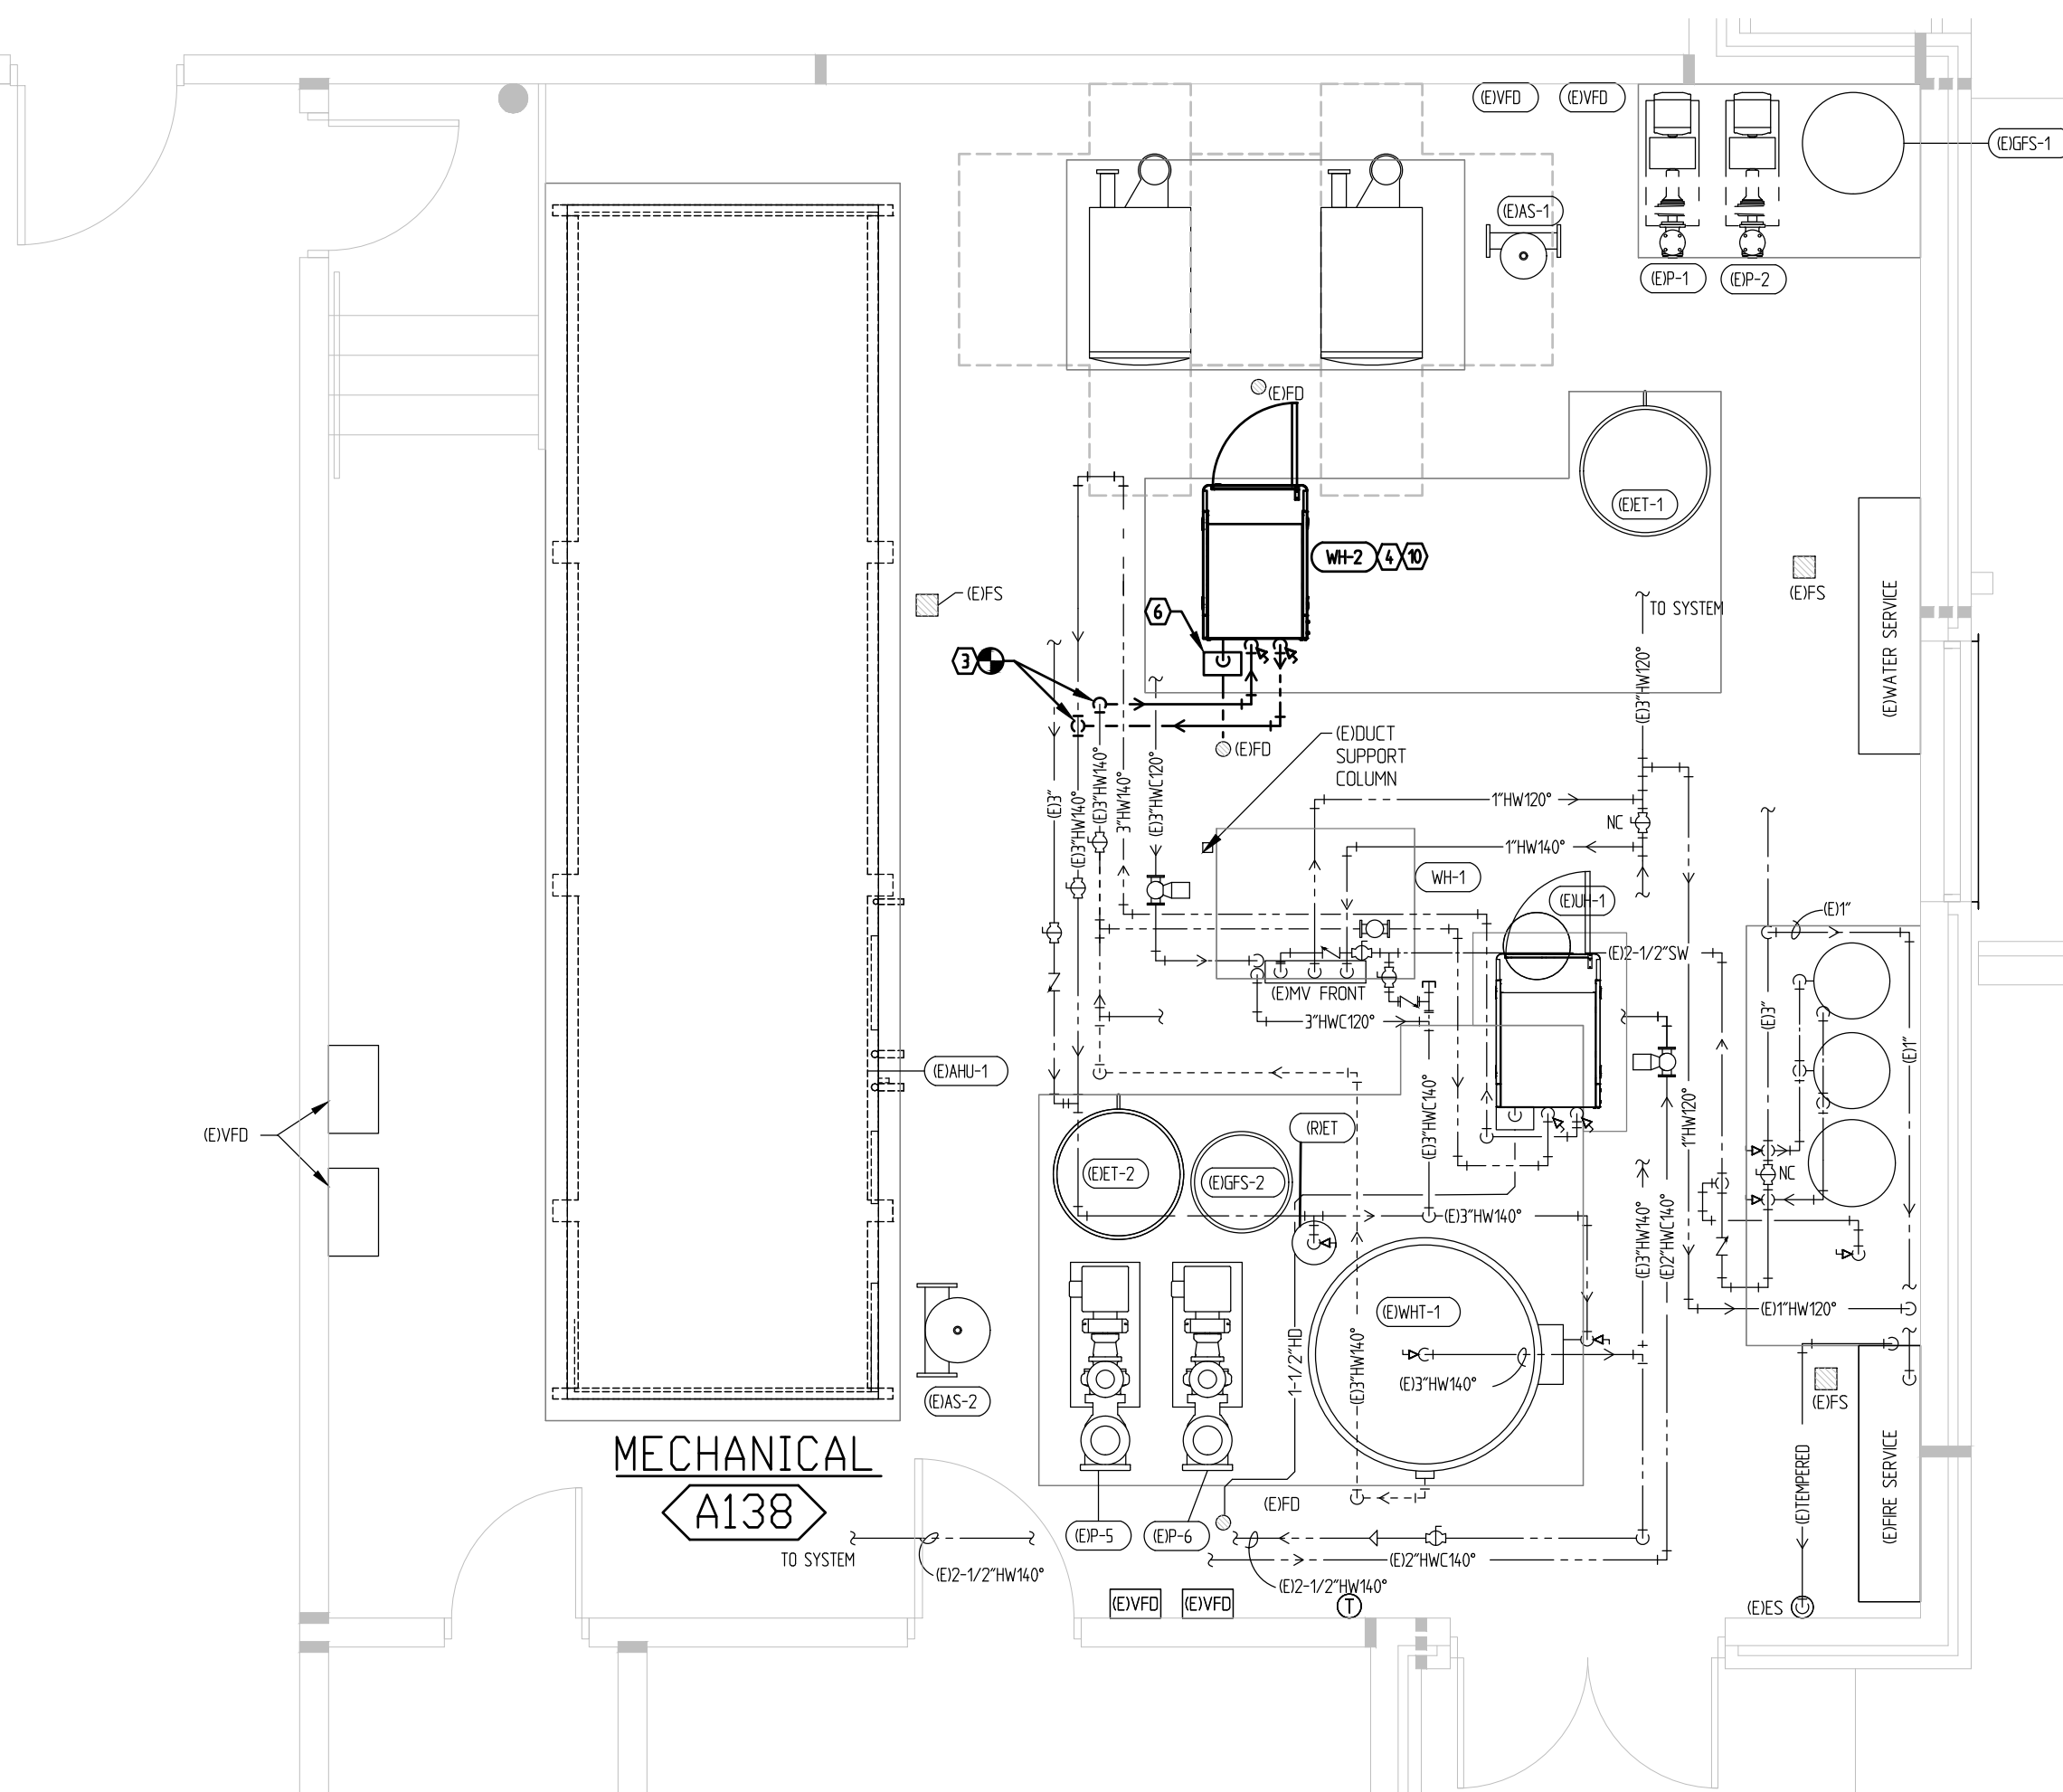 (E)VFD
(E)VFD
(E)GFS-1
(E)AS-1
(E)P-1
(E)P-2
(E)FD
(E)ET-1
WH-2
4
10
(E)FS
(E)FS
6
TO SYSTEM
3
(E)WATER SERVICE
(E)3"HW120°
(E)DUCT
SUPPORT
COLUMN
(E)FD
(E)3"
(E)3"HW140°
(E)3"HW140°
3"HW140°
(E)3"HWC120°
1"HW120°
NC
1"HW140°
WH-1
(E)UH-1
(E)1"
(E)2-1/2"SW
(E)MV FRONT
3"HWC120°
(E)3"
(E)1"
(E)AHU-1
(E)VFD
(R)ET
(E)3"HWC140°
1"HW120°
(E)ET-2
(E)GFS-2
NC
(E)3"HW140°
(E)3"HW140°
(E)2"HWC140°
(E)WHT-1
(E)1"HW120°
1-1/2"HD
(E)3"HW140°
(E)3"HW140°
(E)AS-2
(E)FS
MECHANICAL
A138
(E)TEMPERED
(E)FIRE SERVICE
(E)FD
(E)P-5
(E)P-6
TO SYSTEM
(E)2-1/2"HW140°
(E)2"HWC140°
(E)2-1/2"HW140°
(E)VFD
(E)VFD
T
(E)ES